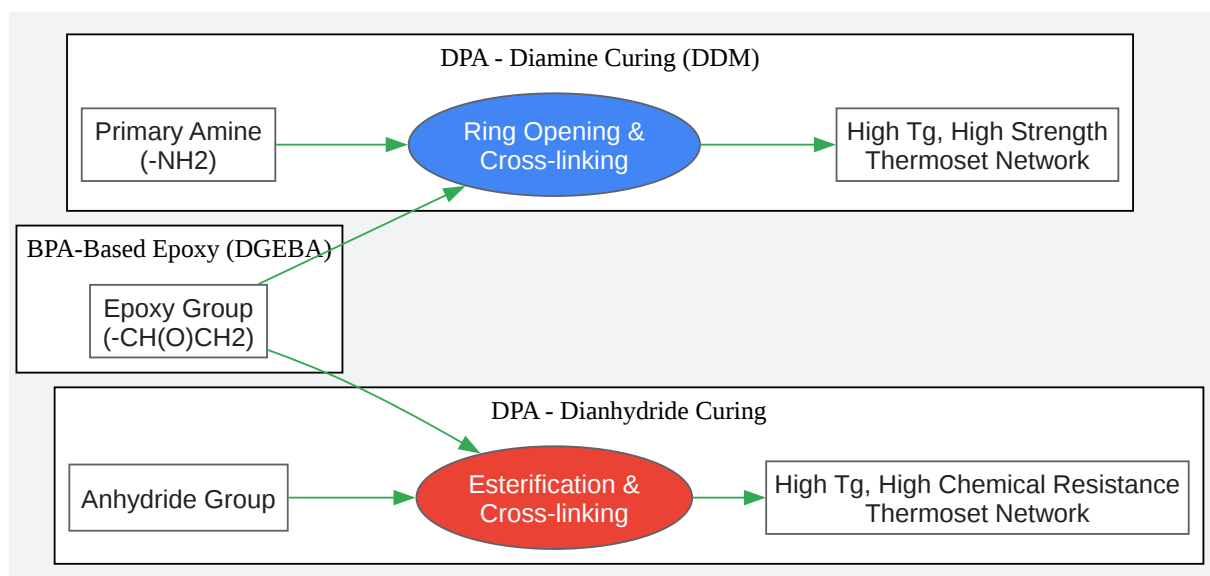 DPA - Diamine Curing (DDM)
Primary Amine
(-NH2)
Ring Opening &
Cross-linking
High Tg, High Strength
Thermoset Network
BPA-Based Epoxy (DGEBA)
Epoxy Group
(-CH(O)CH2)
DPA - Dianhydride Curing
Anhydride Group
Esterification &
Cross-linking
High Tg, High Chemical Resistance
Thermoset Network